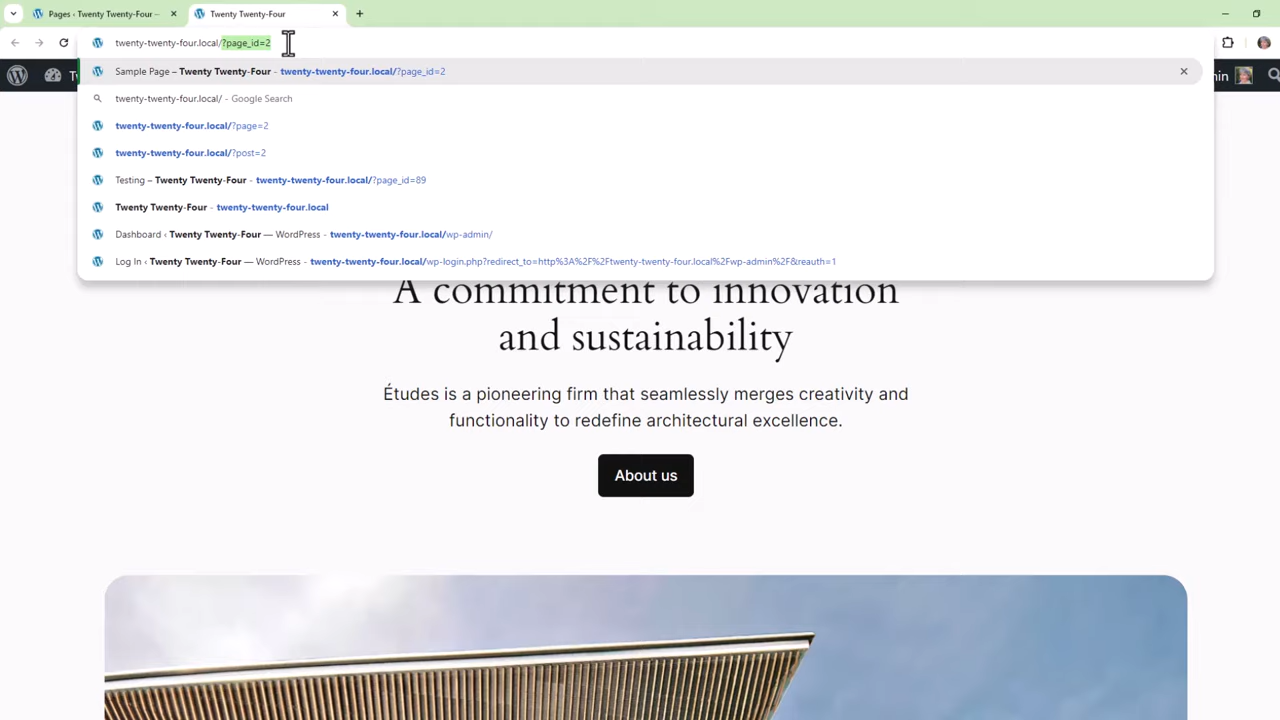 Pages ‹ Twenty Twenty-Four —
Twenty Twenty-Four
twenty-twenty-four.local/?page_id=2
Sample Page – Twenty Twenty-Four - twenty-twenty-four.local/?page_id=2
twenty-twenty-four.local/ - Google Search
twenty-twenty-four.local/?page=2
twenty-twenty-four.local/?post=2
Testing – Twenty Twenty-Four - twenty-twenty-four.local/?page_id=89
Twenty Twenty-Four - twenty-twenty-four.local
Dashboard ‹ Twenty Twenty-Four — WordPress - twenty-twenty-four.local/wp-admin/
Log In ‹ Twenty Twenty-Four — WordPress - twenty-twenty-four.local/wp-login.php?redirect_to=http%3A%2F%2Ftwenty-twenty-four.local%2Fwp-admin%2F&reauth=1
A commitment to innovation
and sustainability
Études is a pioneering firm that seamlessly merges creativity and
functionality to redefine architectural excellence.
About us